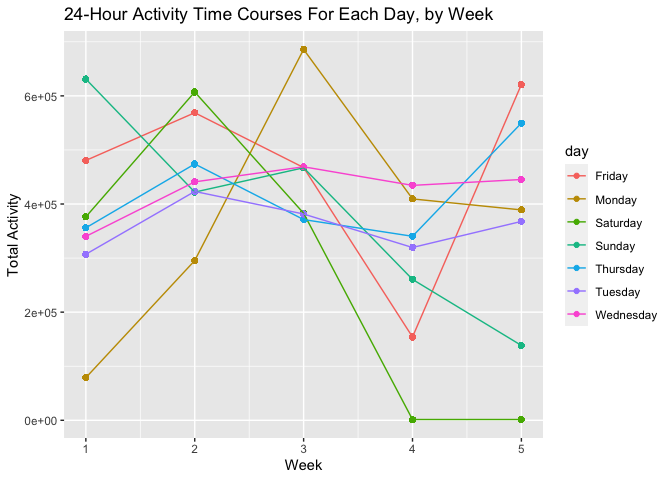 24-Hour Activity Time Courses For Each Day, by Week
Total Activity
6e+05
4e+05
2e+05
0e+00
1 2 3 4 5
Week
day
Friday
Monday
Saturday
Sunday
Thursday
Tuesday
Wednesday